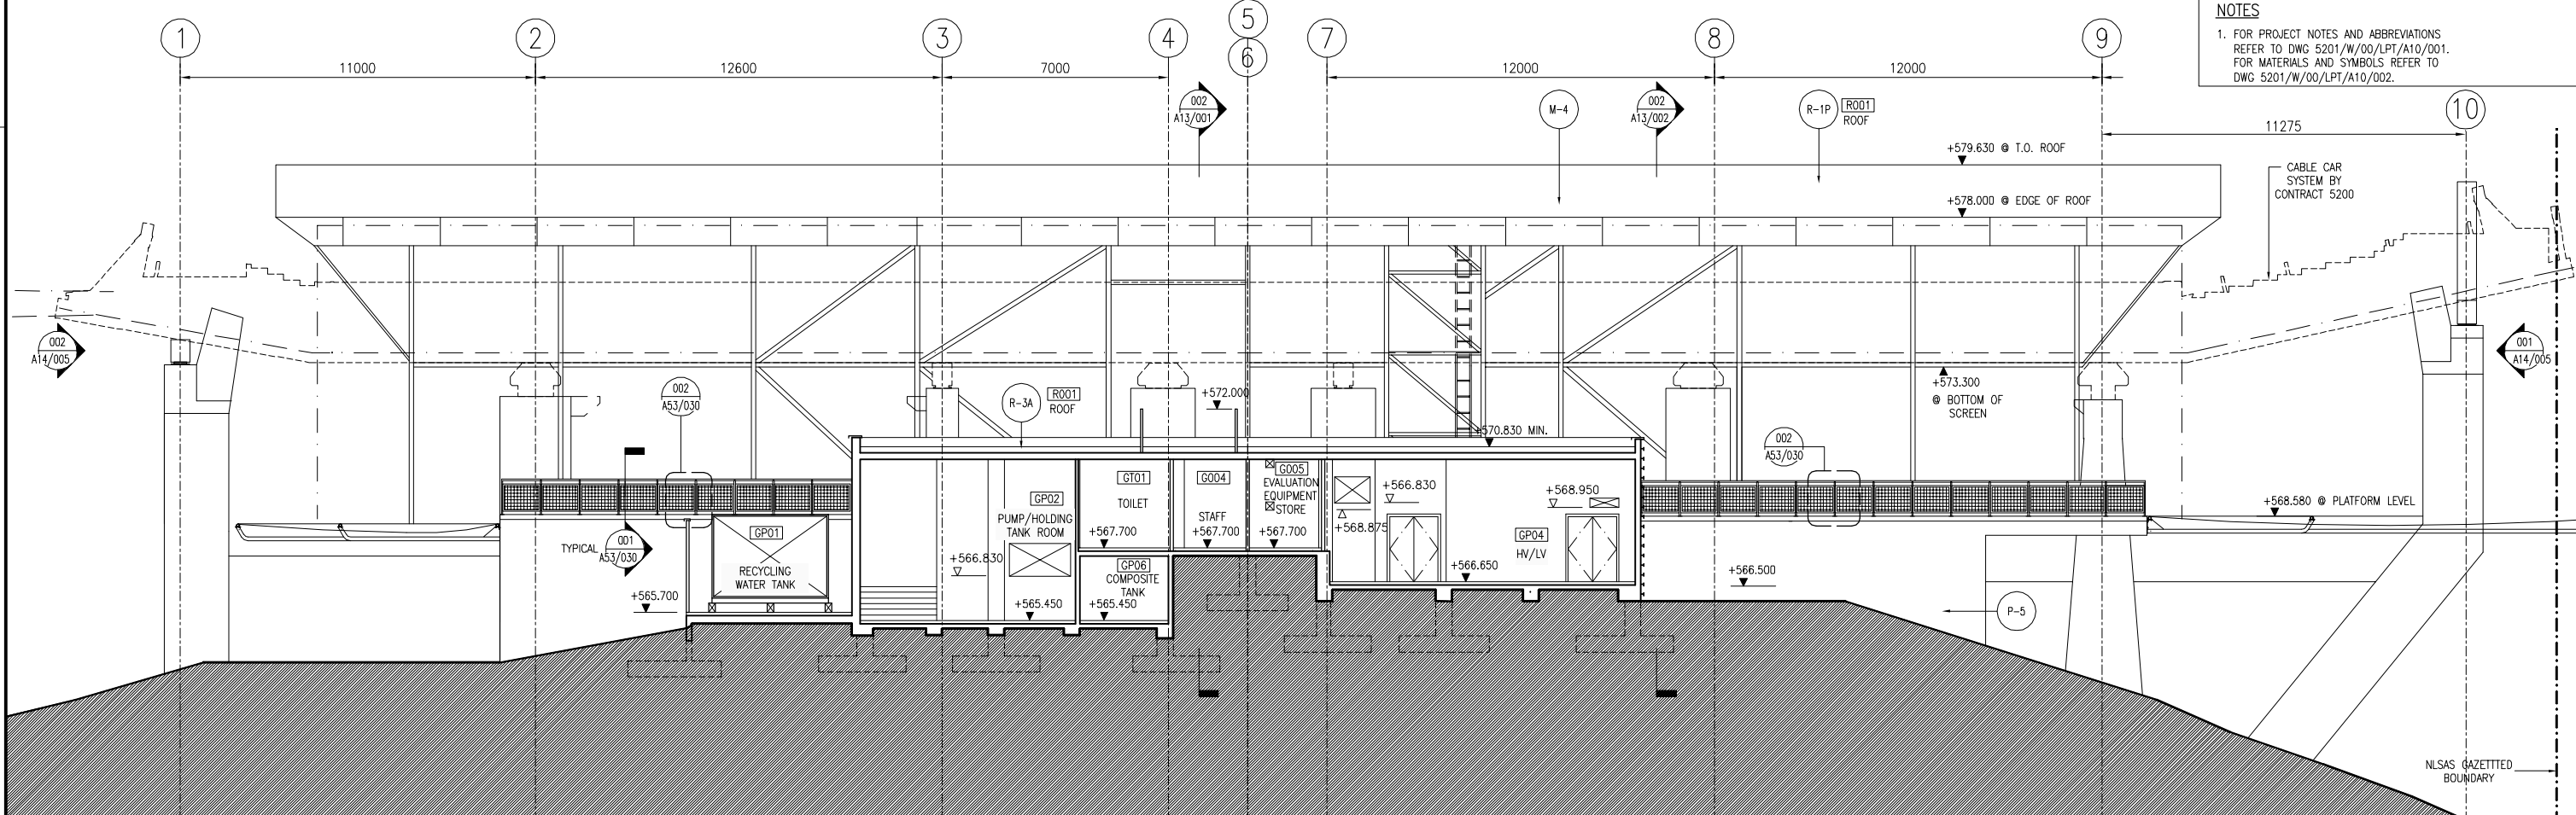 NOTES
1. FOR PROJECT NOTES AND ABBREVIATIONS
REFER TO DWG 5201/W/00/LPT/A10/001.
FOR MATERIALS AND SYMBOLS REFER TO
DWG 5201/W/00/LPT/A10/002.
1
2
3
4
5
6
7
8
9
10
11000
12600
7000
12000
12000
11275
002
A13/001
M-4
002
A13/002
R-1P
R001
ROOF
+579.630 @ T.O. ROOF
+578.000 @ EDGE OF ROOF
CABLE CAR
SYSTEM BY
CONTRACT 5200
002
A14/005
001
A14/005
002
A53/030
R-3A
R001
ROOF
+572.000
+573.300
@ BOTTOM OF
SCREEN
+570.830 MIN.
002
A53/030
+568.580 @ PLATFORM LEVEL
TYPICAL
001
A53/030
GP01
RECYCLING
WATER TANK
+565.700
GP02
PUMP/HOLDING
TANK ROOM
+566.830
+565.450
GT01
TOILET
+567.700
GP06
COMPOSITE
TANK
+565.450
G004
STAFF
+567.700
G005
EVALUATION
EQUIPMENT
STORE
+567.700
+566.830
+568.875
+568.950
GP04
HV/LV
+566.650
+566.500
P-5
NLSAS GAZETTTED
BOUNDARY